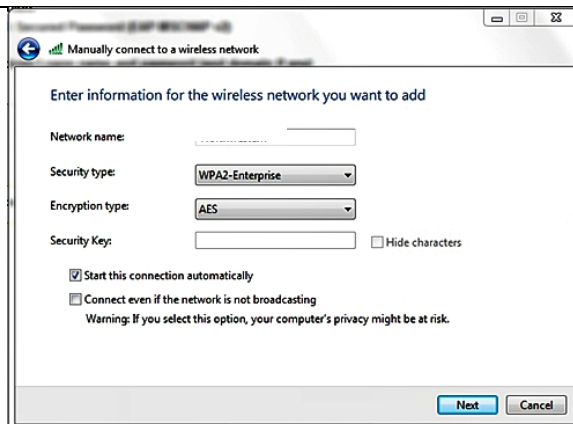 Manually connect to a wireless network
Enter information for the wireless network you want to add
Network name:
Security type:
WPA2-Enterprise
Encryption type:
AES
Security Key:
Hide characters
Start this connection automatically
Connect even if the network is not broadcasting
Warning: If you select this option, your computer's privacy might be at risk.
Next
Cancel